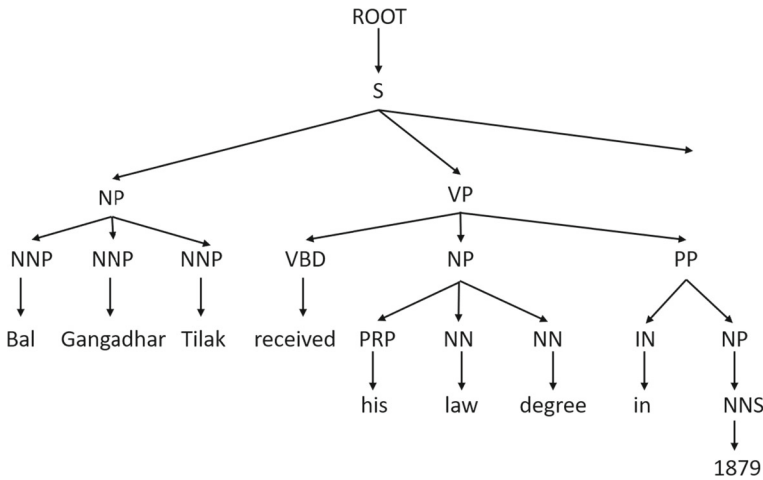 ROOT
S
NP VP
NNP NNP NNP VBD NP PP
Bal Gangadhar Tilak received PRP NN NN IN NP
his law degree in NNS
1879